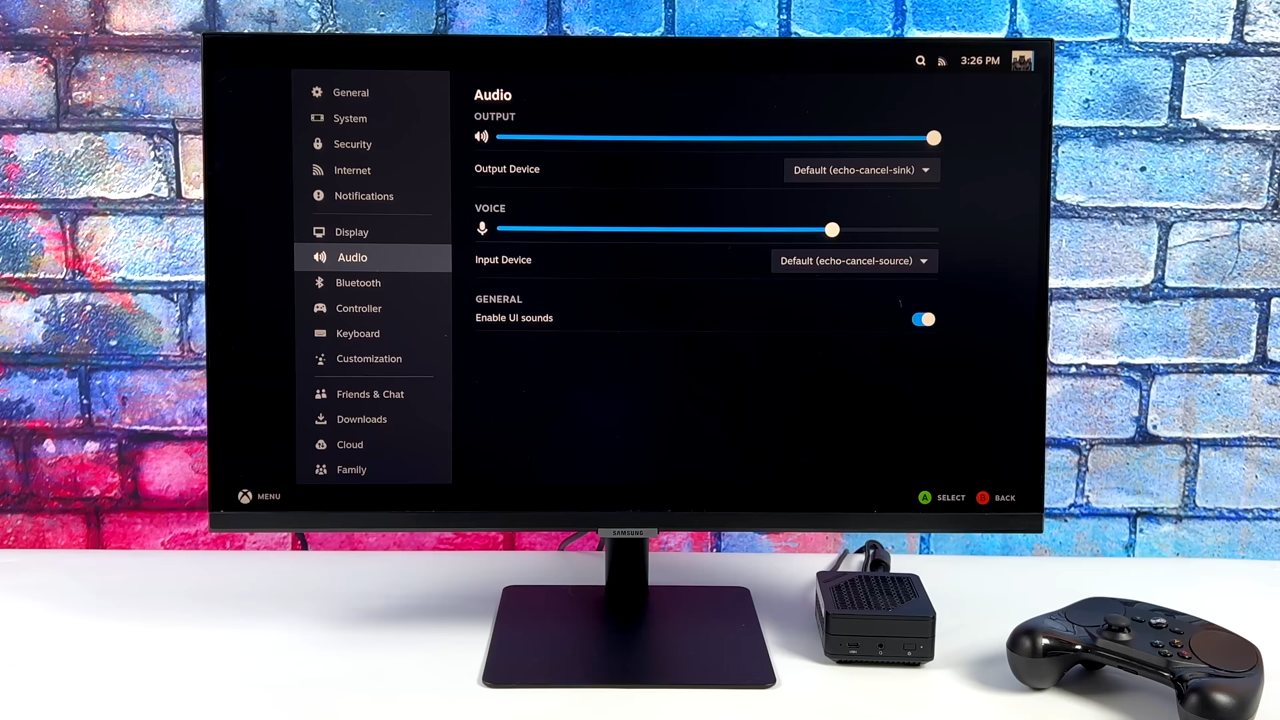 3:26 PM
General
System
Security
Internet
Notifications
Display
Audio
Bluetooth
Controller
Keyboard
Customization
Friends & Chat
Downloads
Cloud
Family
Audio
OUTPUT
Output Device
Default (echo-cancel-sink)
VOICE
Input Device
Default (echo-cancel-source)
GENERAL
Enable UI sounds
MENU
A SELECT
B BACK
SAMSUNG